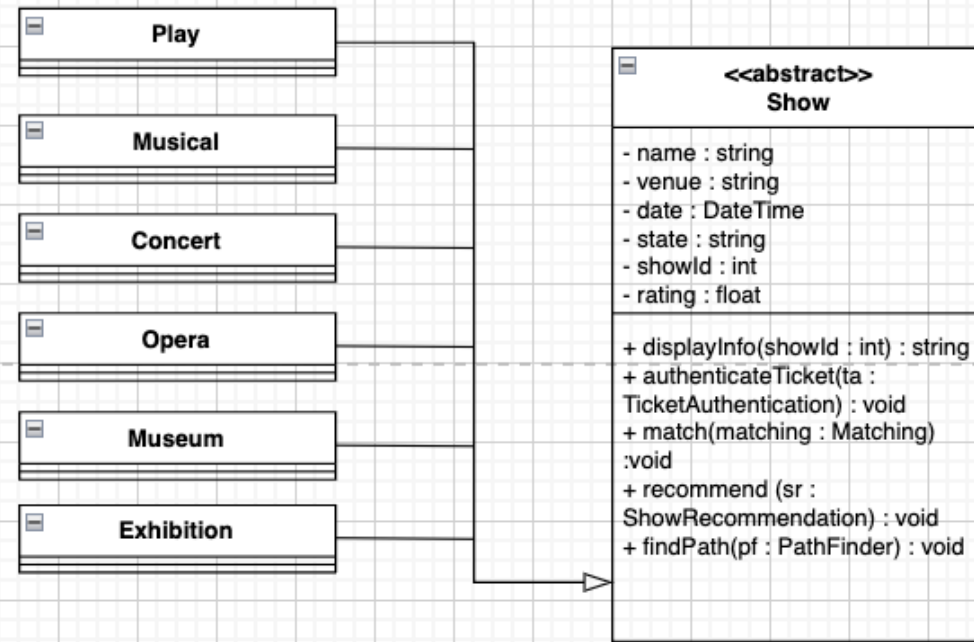 Play
Musical
Concert
Opera
Museum
Exhibition
<<abstract>>
Show
- name : string
- venue : string
- date : DateTime
- state : string
- showId : int
- rating : float
+ displayInfo(showId : int) : string
+ authenticateTicket(ta :
TicketAuthentication) : void
+ match(matching : Matching)
:void
+ recommend (sr :
ShowRecommendation) : void
+ findPath(pf : PathFinder) : void